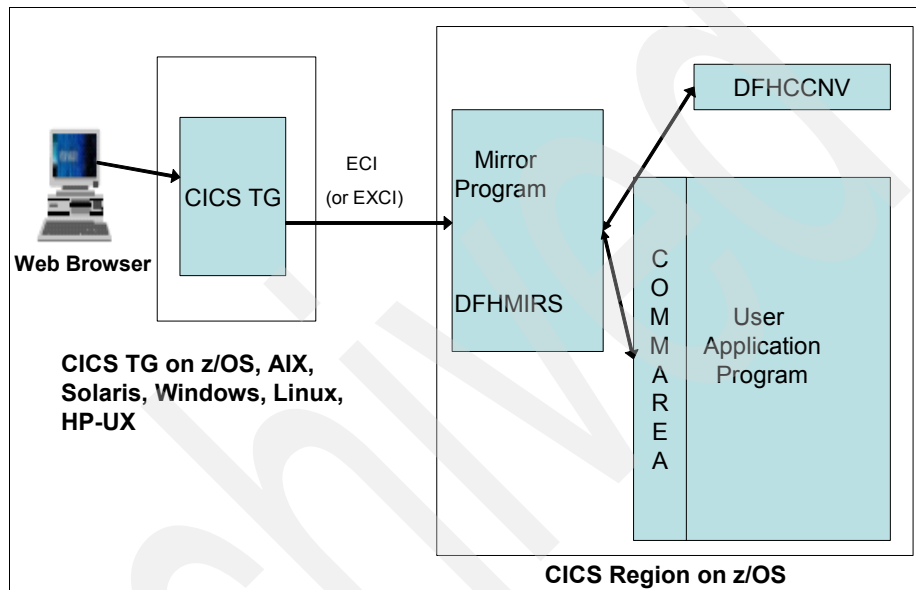 DFHCCNV
Mirror
Program
DFHMIRS
ECI
(or EXCI)
CICS TG
Web Browser
C
O
M
M
A
R
E
A
User
Application
Program
CICS TG on z/OS, AIX,
Solaris, Windows, Linux,
HP-UX
CICS Region on z/OS